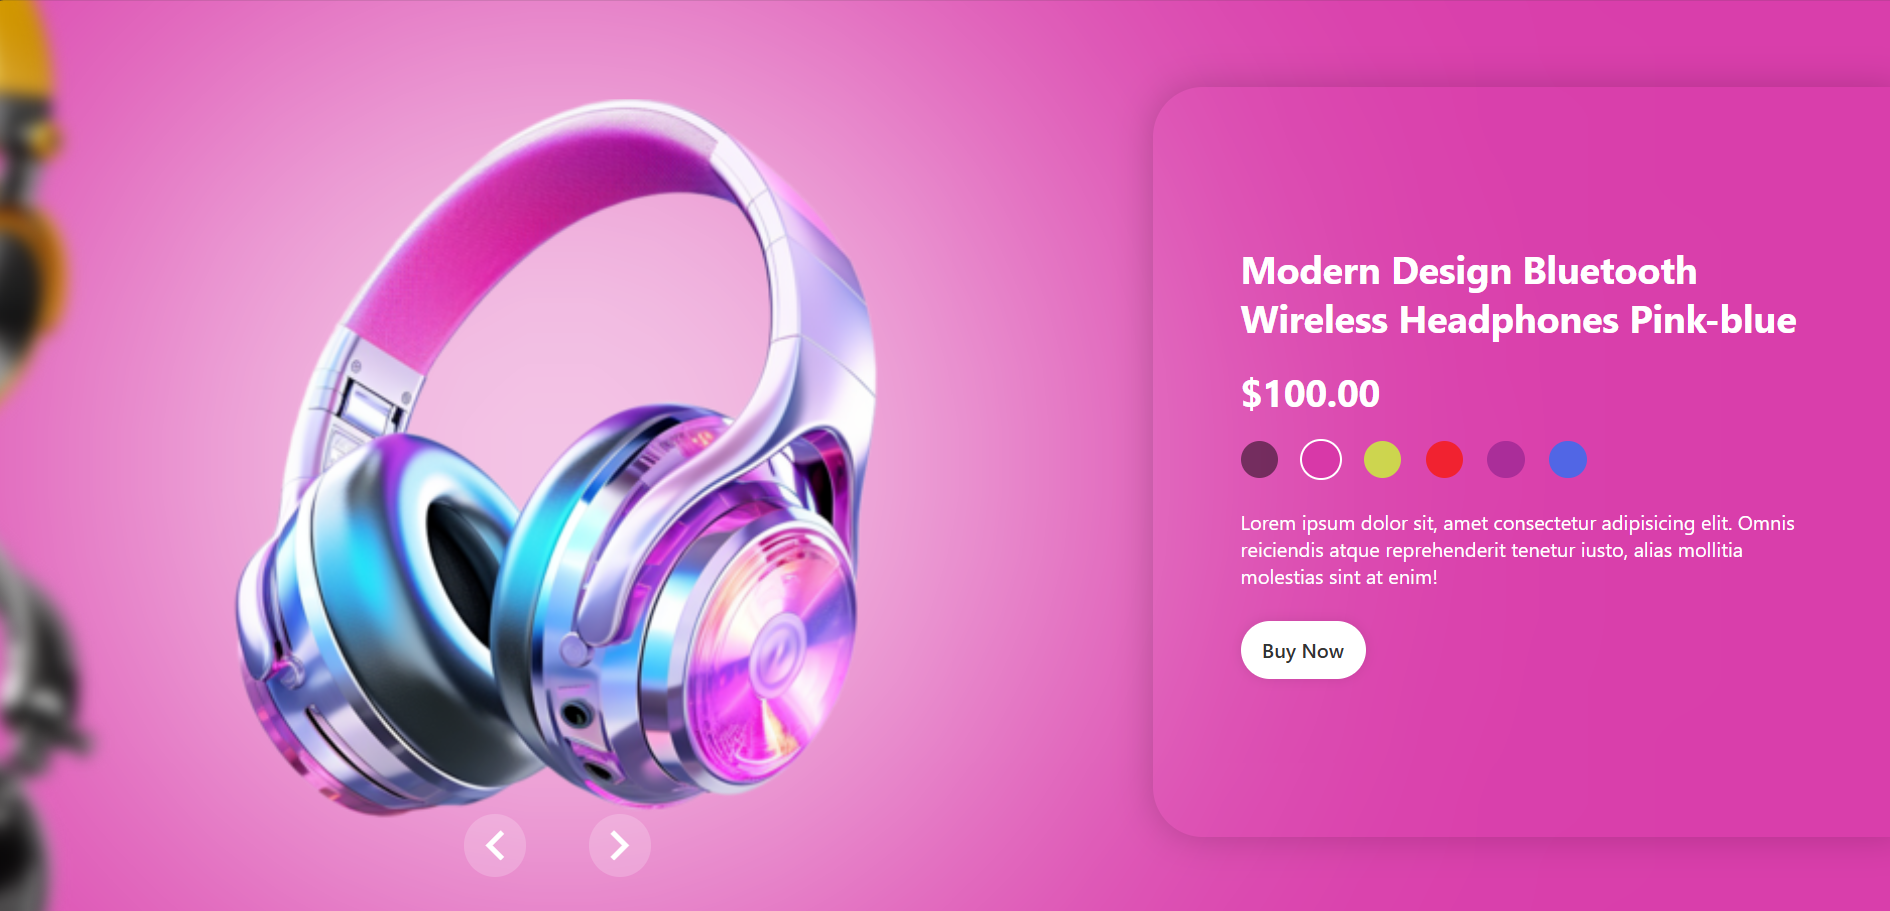 Modern Design Bluetooth
Wireless Headphones Pink-blue
$100.00
Lorem ipsum dolor sit, amet consectetur adipisicing elit. Omnis
reiciendis atque reprehenderit tenetur iusto, alias mollitia
molestias sint at enim!
Buy Now